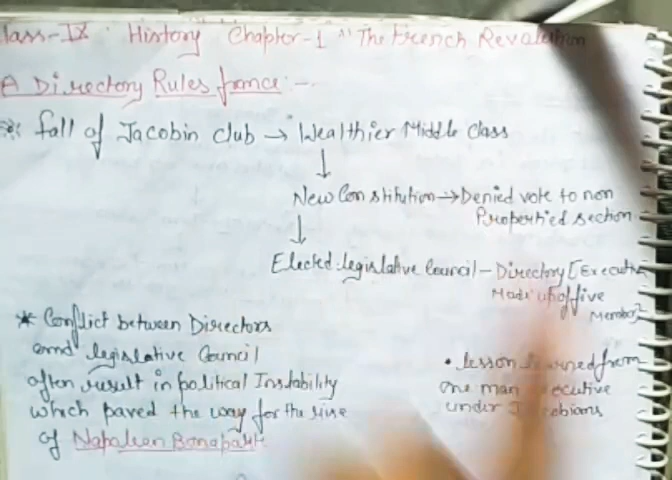 lass-IX History Chapter-1 "The French Revolution
A Directory Rules france:-
* fall of Jacobin club → Wealthier Middle Class
↓
New Constitution → Denied vote to non
Propertied section
↓
Elected legislative Council - Directory [Executive
Made up of five
Member]
* Conflict between Directors
and legislative Council
often result in political Instability
which paved the way for the rise
of Napoleon Bonaparte
• lesson learned from
one man executive
under Jacobians